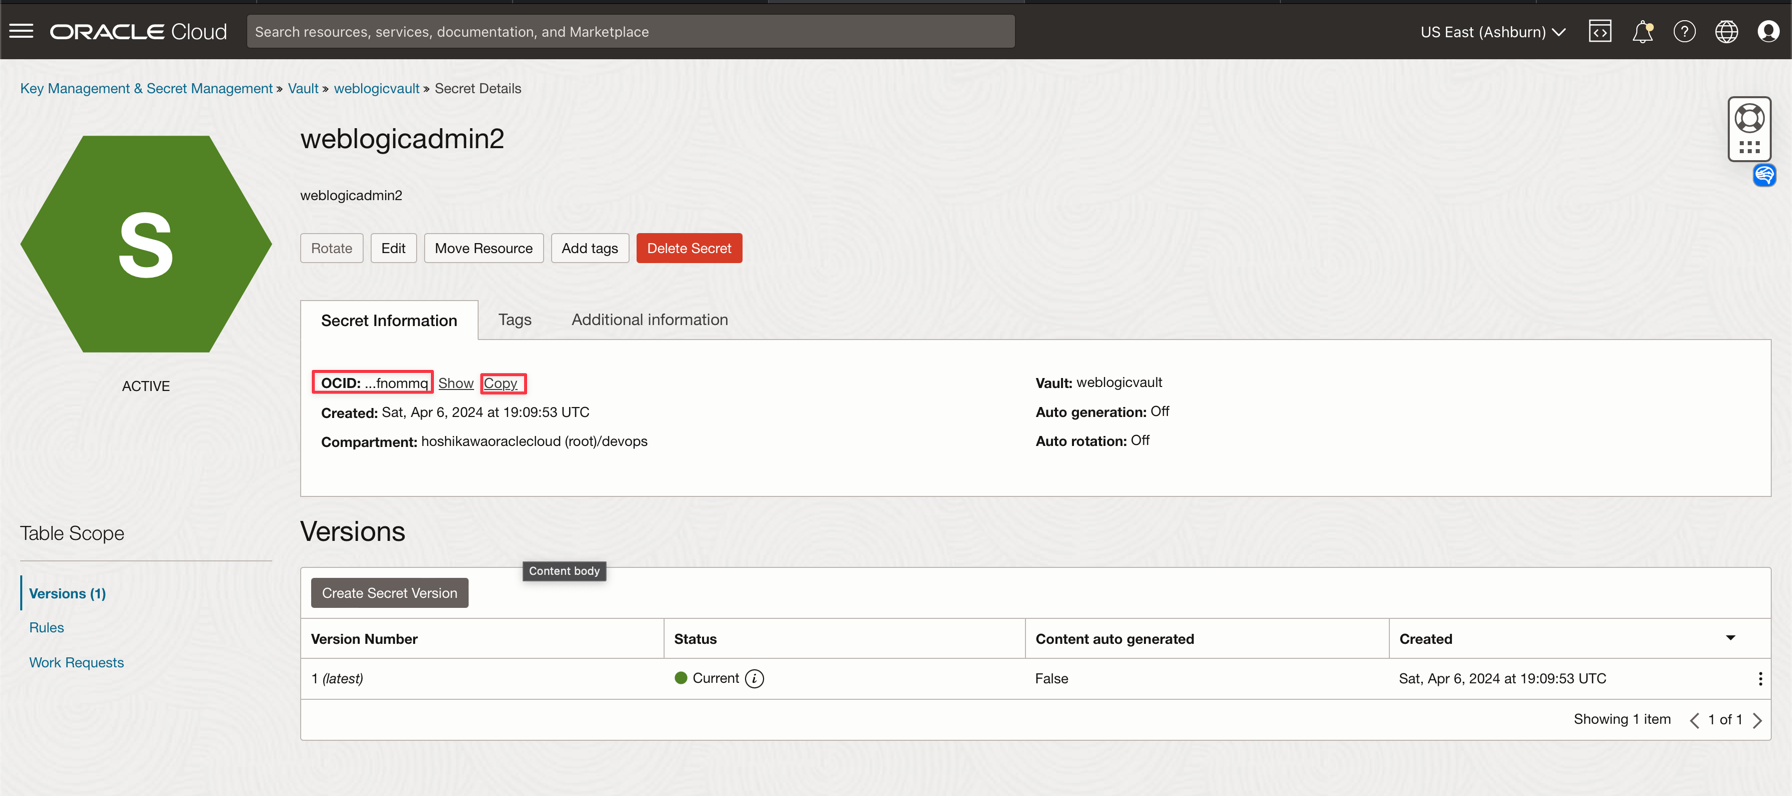 ORACLE Cloud
Search resources, services, documentation, and Marketplace
US East (Ashburn)
Key Management & Secret Management » Vault » weblogicvault » Secret Details
S
ACTIVE
weblogicadmin2
weblogicadmin2
Rotate Edit Move Resource Add tags Delete Secret
Secret Information Tags Additional information
OCID: ...fnommq Show Copy
Created: Sat, Apr 6, 2024 at 19:09:53 UTC
Compartment: hoshikawaoraclecloud (root)/devops
Vault: weblogicvault
Auto generation: Off
Auto rotation: Off
Table Scope
Versions (1)
Rules
Work Requests
Versions
Content body
Create Secret Version
Version Number Status Content auto generated Created
1 (latest) Current i False Sat, Apr 6, 2024 at 19:09:53 UTC
Showing 1 item 1 of 1